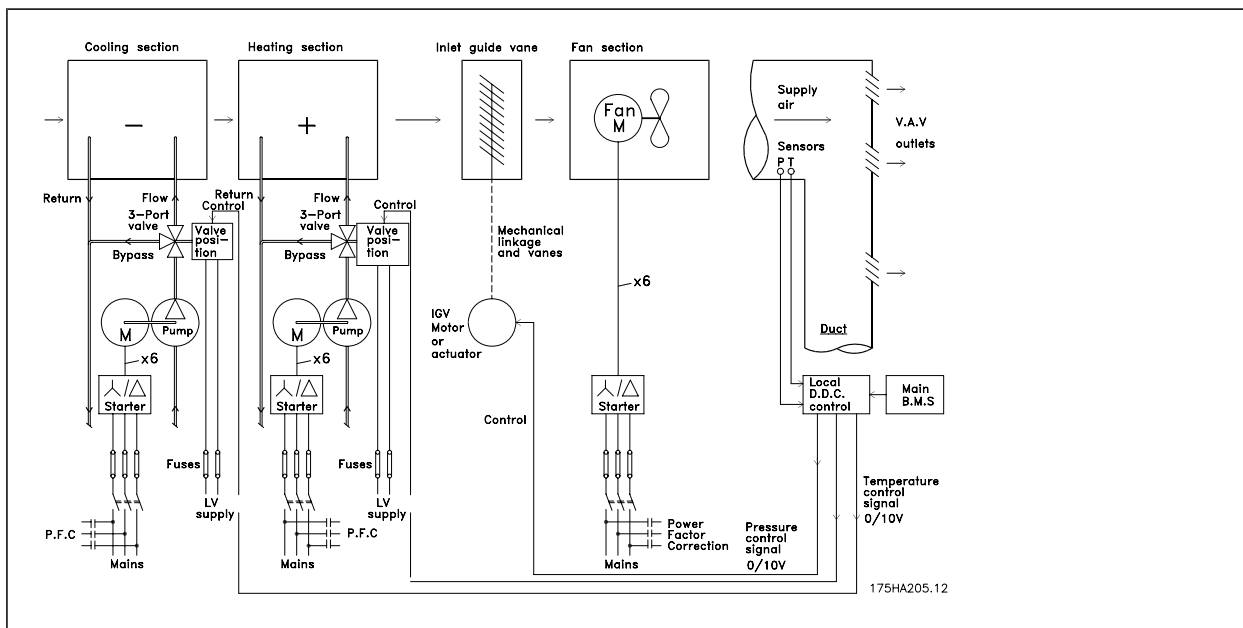 Cooling section
Heating section
Inlet guide vane
Fan section
−
+
Fan
M
Supply
air
V.A.V
outlets
Sensors
P T
Return
Flow
Control
3-Port
valve
Valve
posi-
tion
Bypass
M
Pump
x6
Starter
Fuses
LV
supply
P.F.C
Mains
Return
Flow
Control
3-Port
valve
Valve
posi-
tion
Bypass
M
Pump
x6
Starter
Fuses
LV
supply
P.F.C
Mains
Mechanical
linkage
and vanes
IGV
Motor
or
actuator
Control
x6
Starter
Power
Factor
Correction
Mains
Duct
Local
D.D.C.
control
Main
B.M.S
Pressure
control
signal
0/10V
Temperature
control
signal
0/10V
175HA205.12